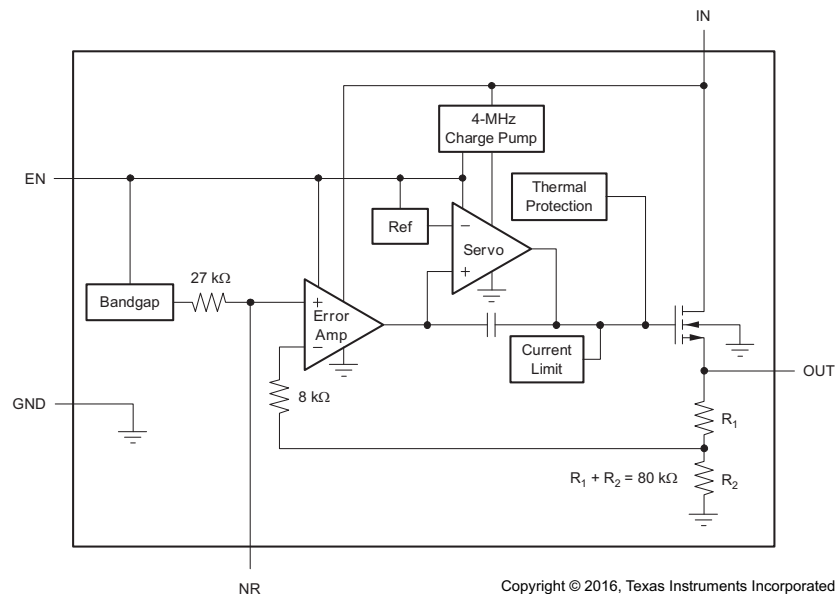 IN
4-MHz
Charge Pump
EN
Thermal
Protection
Ref
−
Servo
+
27 kΩ
Bandgap
+
Error
Amp
−
Current
Limit
OUT
GND
8 kΩ
R1
R1 + R2 = 80 kΩ
R2
NR
Copyright © 2016, Texas Instruments Incorporated